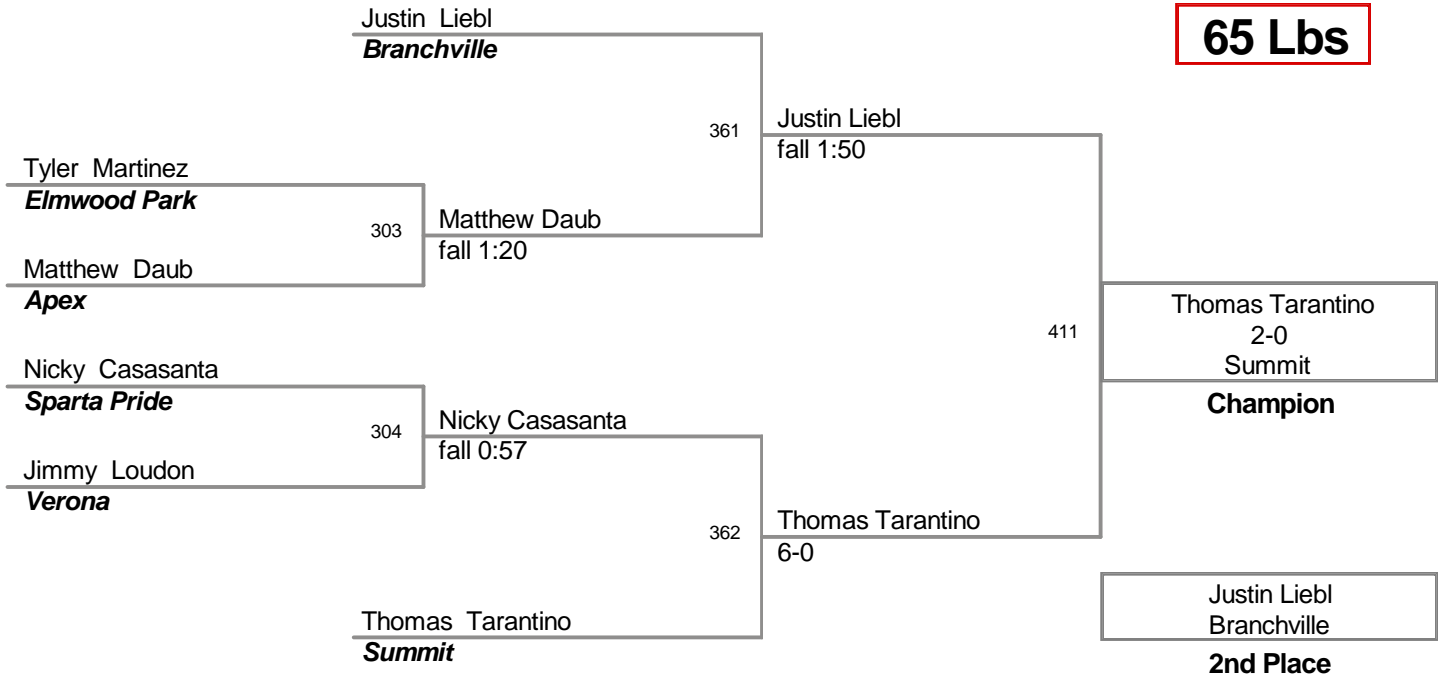 Justin Liebl
Branchville
65 Lbs
361
Justin Liebl
fall 1:50
Tyler Martinez
Elmwood Park
303
Matthew Daub
fall 1:20
Matthew Daub
Apex
Thomas Tarantino
2-0
Summit
Champion
411
Nicky Casasanta
Sparta Pride
304
Nicky Casasanta
fall 0:57
Jimmy Loudon
Verona
362
Thomas Tarantino
6-0
Thomas Tarantino
Summit
Justin Liebl
Branchville
2nd Place